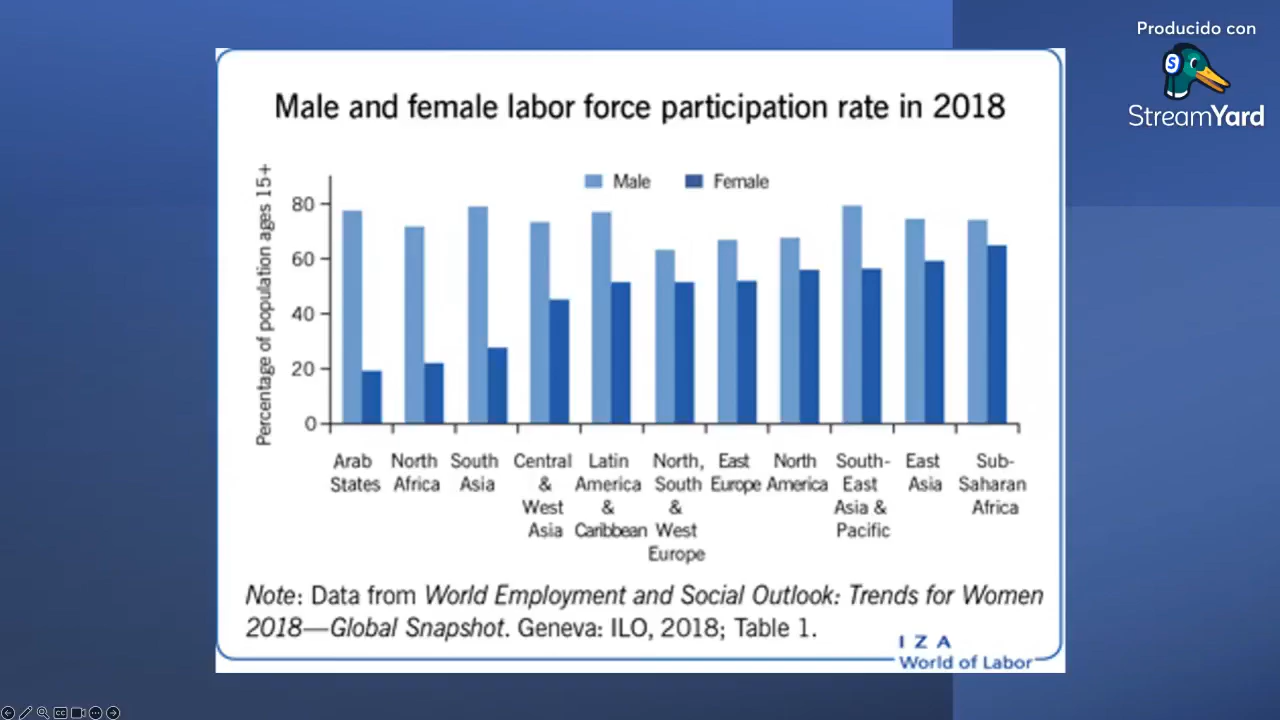 Producido con
S
StreamYard
Male and female labor force participation rate in 2018
Percentage of population ages 15+
Male
Female
80
60
40
20
0
Arab States
North Africa
South Asia
Central & West Asia
Latin America & Caribbean
North, South & West Europe
East Europe
North America
South-East Asia & Pacific
East Asia
Sub-Saharan Africa
Note: Data from World Employment and Social Outlook: Trends for Women
2018—Global Snapshot. Geneva: ILO, 2018; Table 1.
I Z A
World of Labor
CC